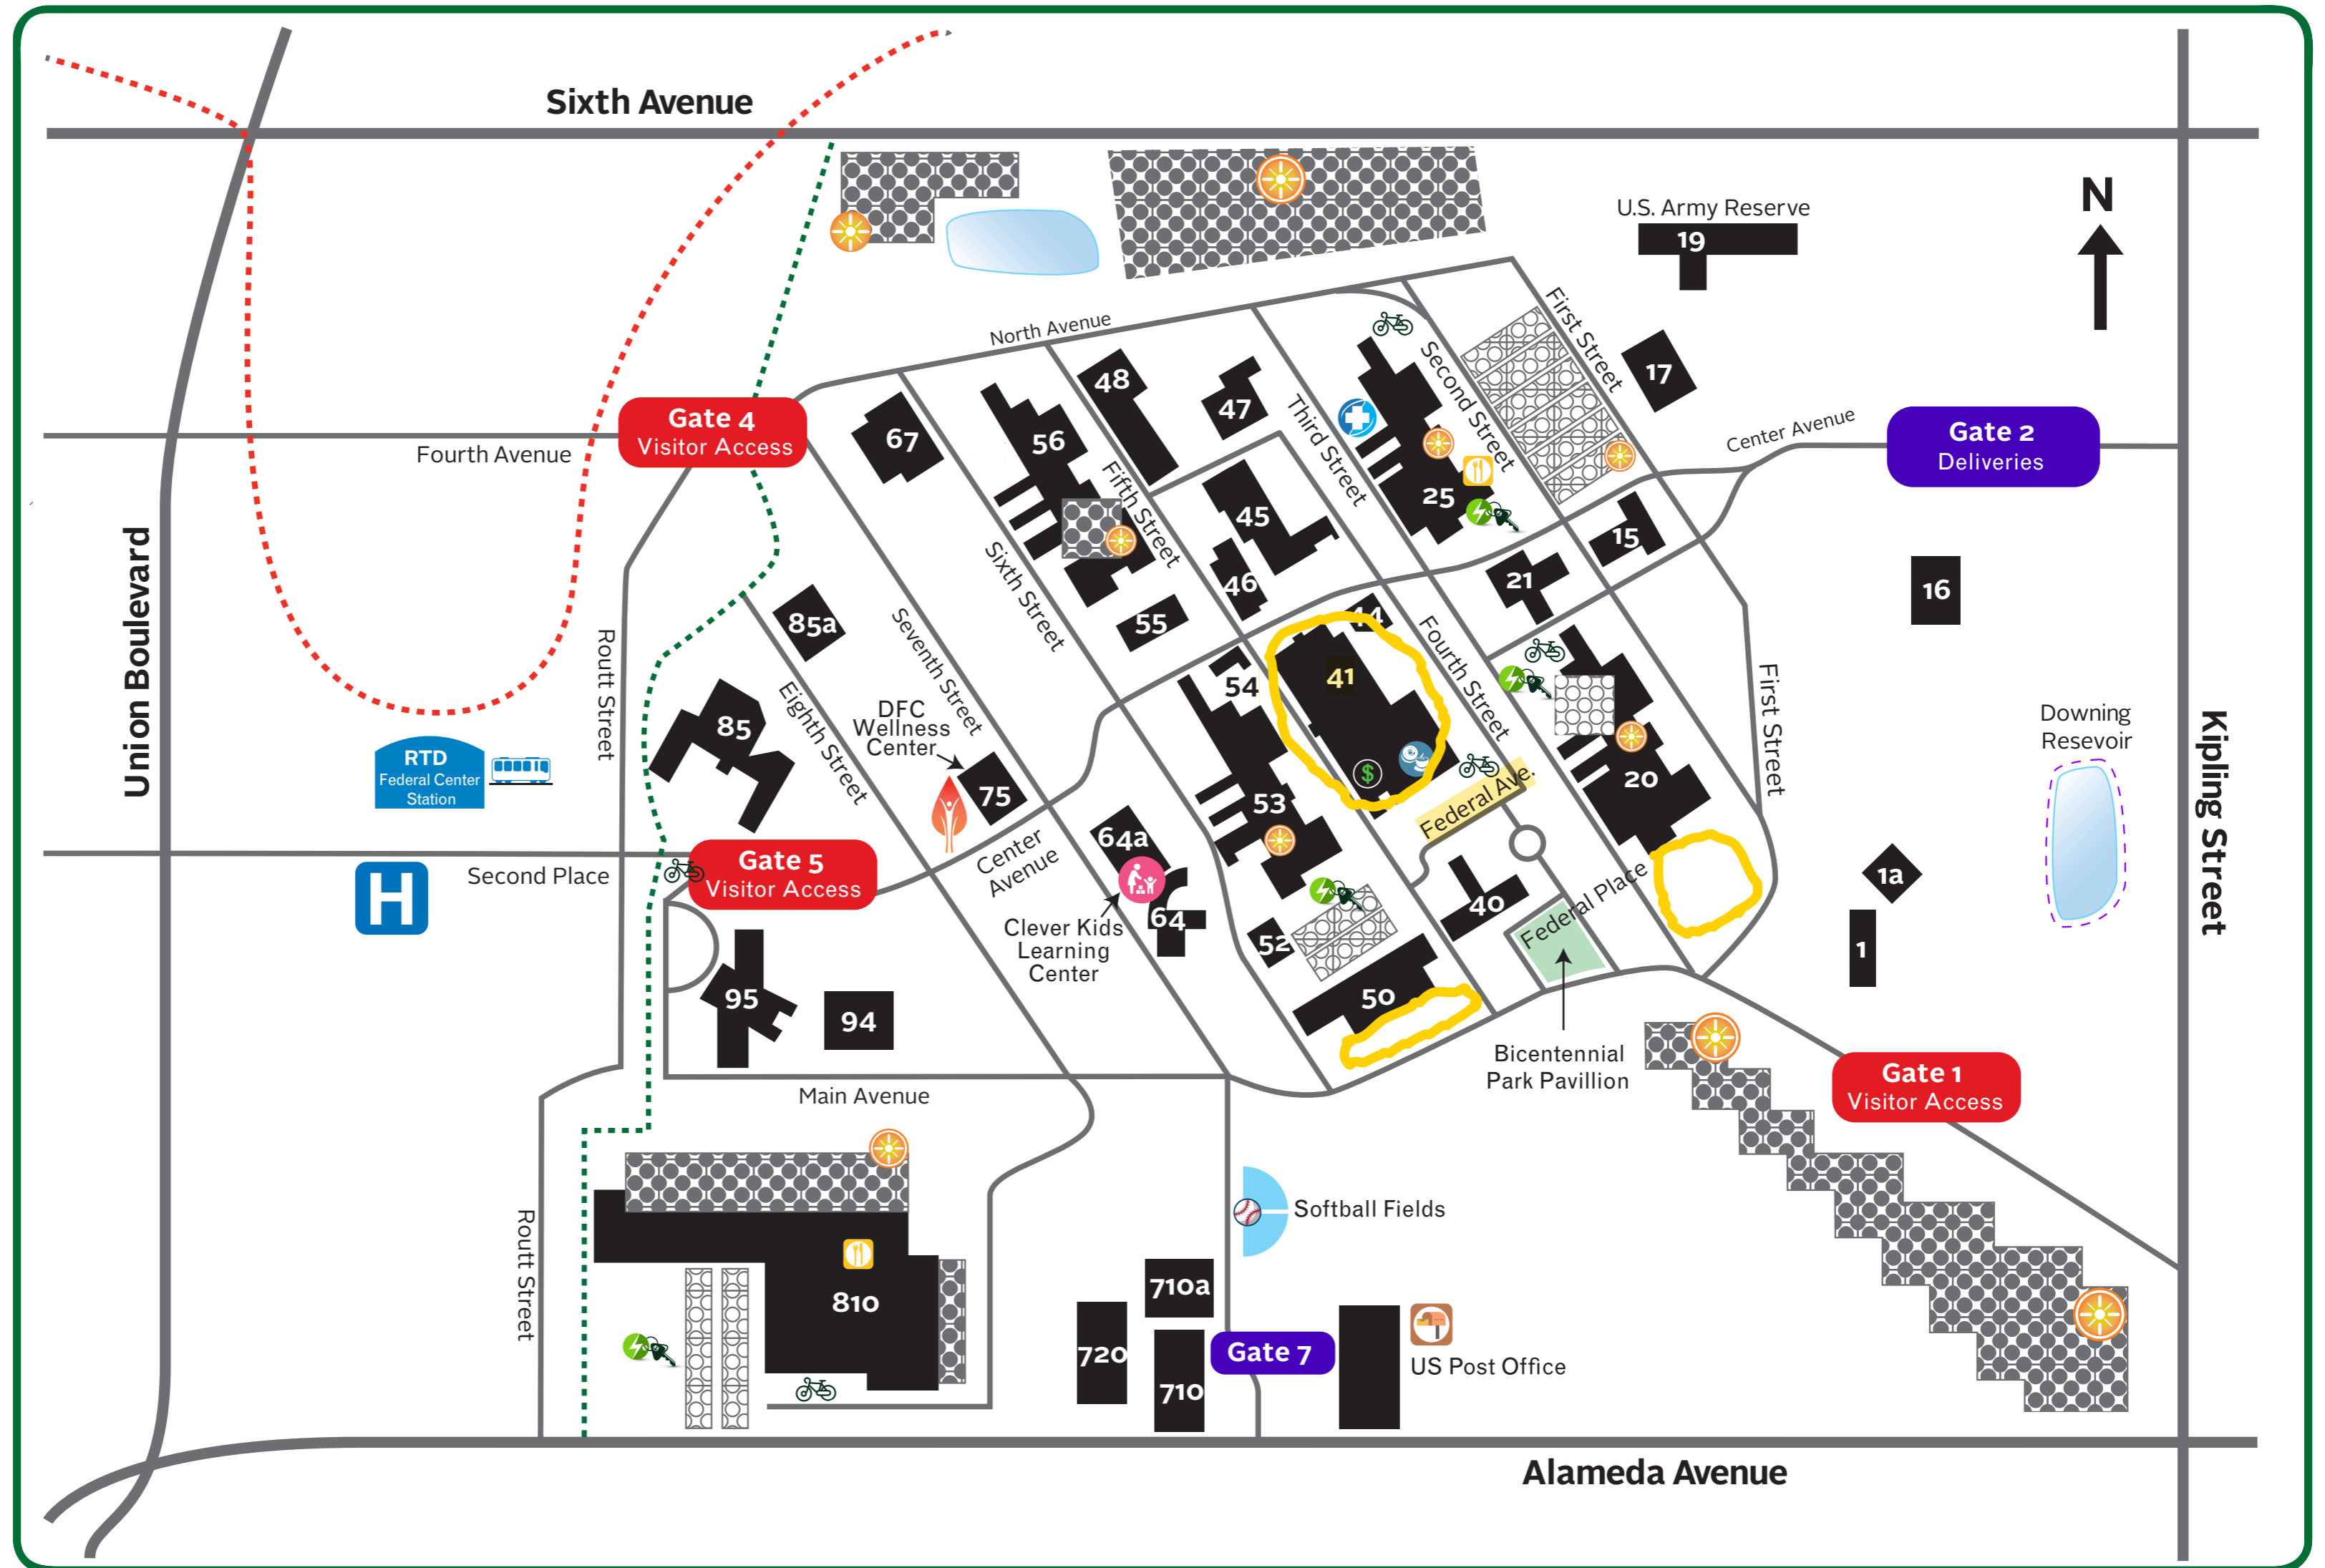 Sixth Avenue
N
U.S. Army Reserve
19
North Avenue
First Street
Second Street
17
48
47
Third Street
Gate 4
Visitor Access
Fourth Avenue
67
56
Fifth Street
25
Center Avenue
Gate 2
Deliveries
45
15
46
21
16
Sixth Street
55
44
85a
Seventh Street
Fourth Street
Union Boulevard
Routt Street
54
41
First Street
Downing
Resevoir
Kipling Street
85
Eighth Street
DFC
Wellness
Center
RTD
Federal Center
Station
75
53
20
Federal Ave.
64a
Center
Avenue
Second Place
Gate 5
Visitor Access
H
1a
Clever Kids
Learning
Center
64
40
Federal Place
52
1
95
94
50
$
Bicentennial
Park Pavillion
Gate 1
Visitor Access
Main Avenue
Softball Fields
Routt Street
810
710a
720
710
Gate 7
US Post Office
Alameda Avenue